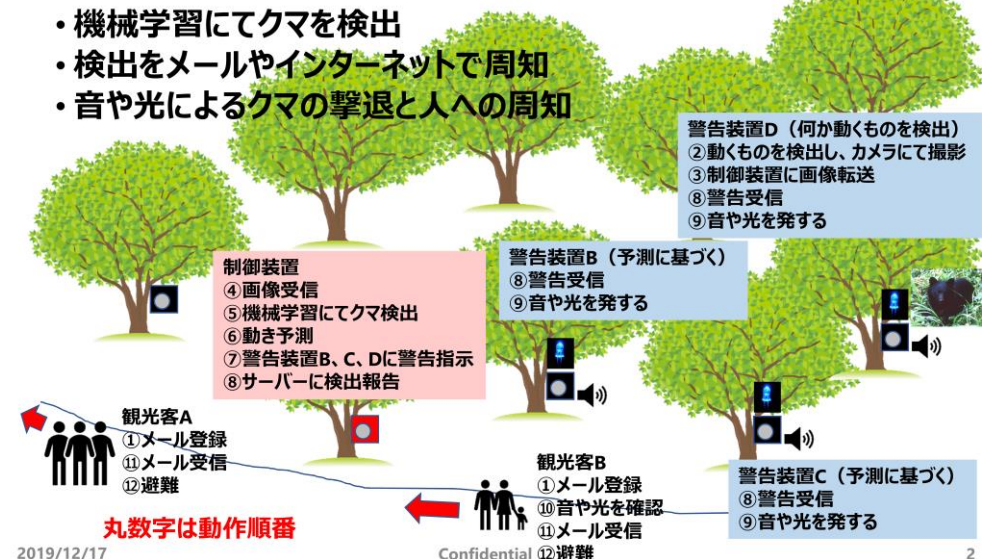 ・機械学習にてクマを検出
・検出をメールやインターネットで周知
・音や光によるクマの撃退と人への周知
警告装置D（何か動くものを検出）
②動くものを検出し、カメラにて撮影
③制御装置に画像転送
⑧警告受信
⑨音や光を発する
警告装置B（予測に基づく）
⑧警告受信
⑨音や光を発する
制御装置
④画像受信
⑤機械学習にてクマ検出
⑥動き予測
⑦警告装置B、C、Dに警告指示
⑧サーバーに検出報告
観光客A
①メール登録
⑪メール受信
⑫避難
観光客B
①メール登録
⑩音や光を確認
⑪メール受信
⑫避難
警告装置C（予測に基づく）
⑧警告受信
⑨音や光を発する
丸数字は動作順番
2019/12/17
Confidential
2